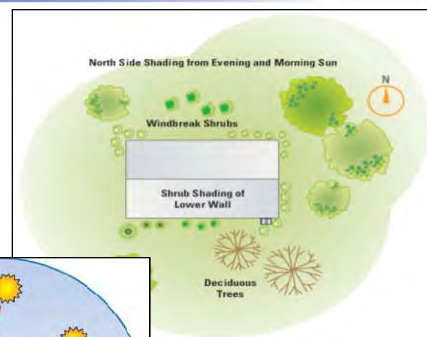 North Side Shading from Evening and Morning Sun
N
Windbreak Shrubs
Shrub Shading of
Lower Wall
Deciduous
Trees